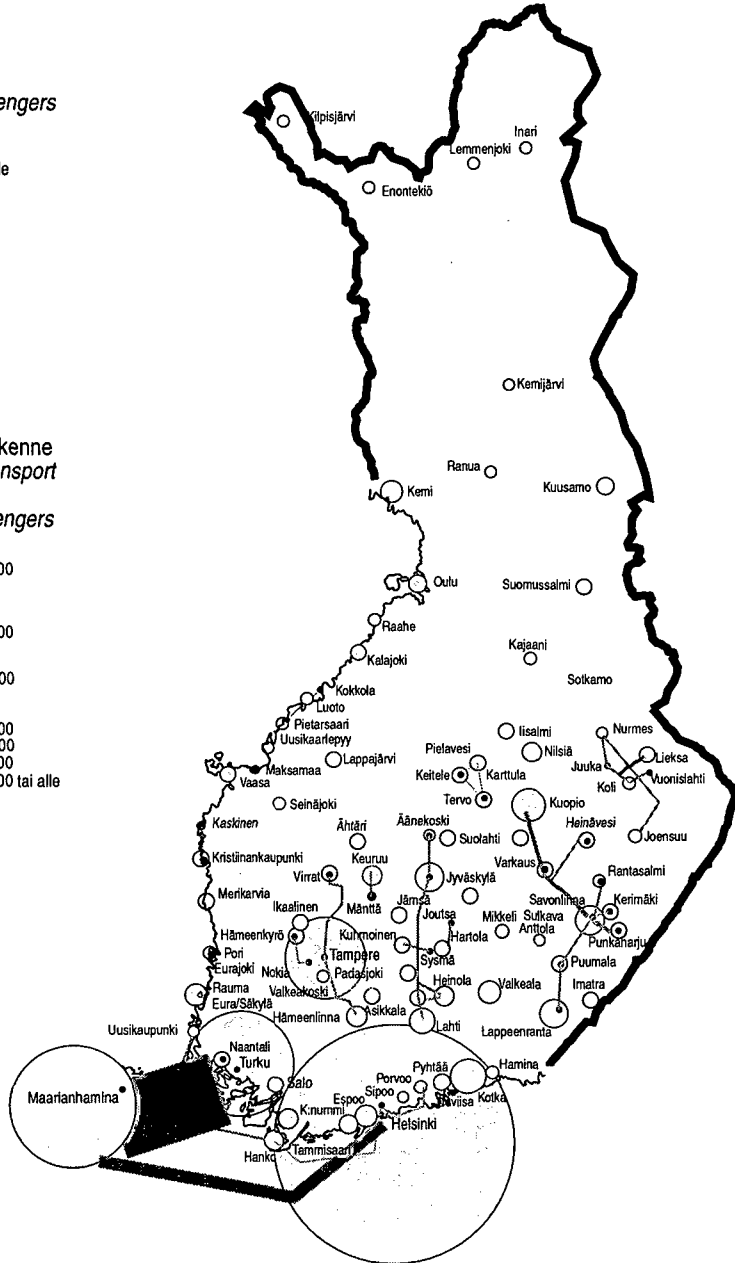 engers
le
kenne
nsport
engers
00
00
00
00
00
00
00 tai alle
Kilpisjärvi
Inari
Lemmenjoki
Enontekiö
Kemijärvi
Ranua
Kemi
Kuusamo
Oulu
Suomussalmi
Raahe
Kajaani
Kalajoki
Sotkamo
Kokkola
Luoto
Pietarsaari
Uusikaarlepyy
Iisalmi
Nurmes
Pielavesi
Nilsiä
Lieksa
Lappajärvi
Maksamaa
Vaasa
Keitele
Karttula
Juuka
Vuonislahti
Koli
Tervo
Kuopio
Seinäjoki
Kaskinen
Ähtäri
Äänekoski
Suolahti
Heinävesi
Joensuu
Kristiinankaupunki
Virrat
Keuruu
Jyväskylä
Varkaus
Rantasalmi
Merikarvia
Mänttä
Jämsä
Joutsa
Savonlinna
Kerimäki
Ikaalinen
Mikkeli
Sulkava
Anttola
Hämeenkyrö
Kuhmoinen
Hartola
Punkaharju
Pori
Tampere
Sysmä
Eurajoki
Nokia
Padasjoki
Puumala
Valkeakoski
Heinola
Valkeala
Imatra
Rauma
Eura/Säkylä
Hämeenlinna
Asikkala
Lahti
Lappeenranta
Uusikaupunki
Naantali
Turku
Maarianhamina
Salo
Porvoo
Pyhtää
Hamina
Espoo
Sipoo
Kotka
K:nummi
Helsinki
Hanko
Tammisaari